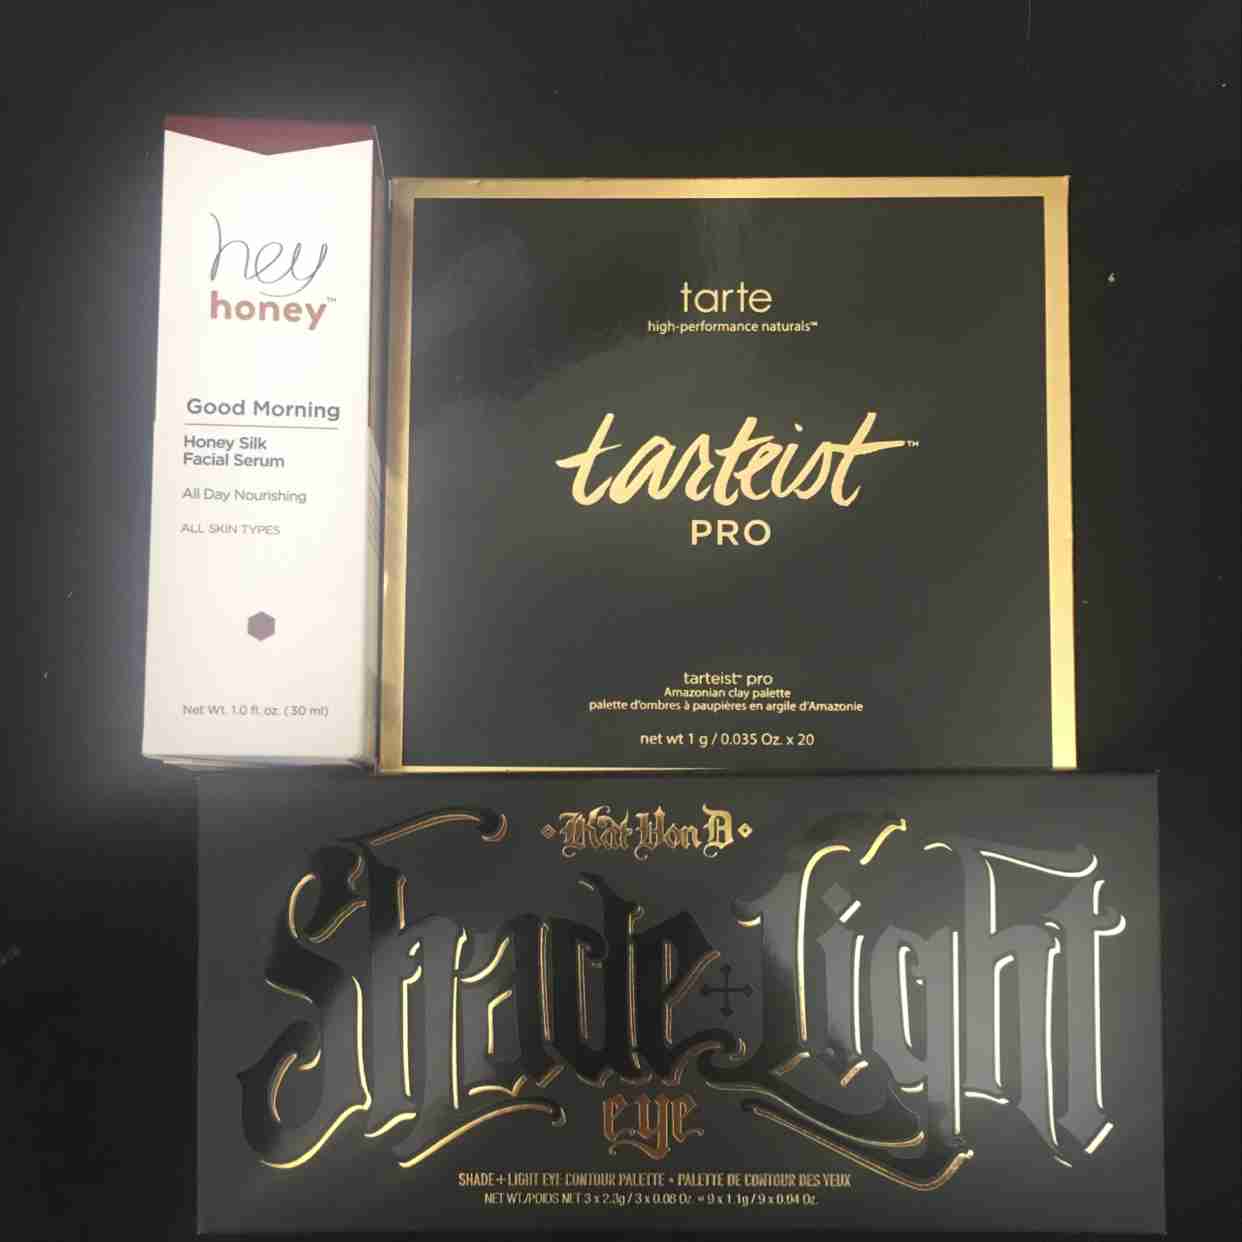 hey
honey™
Good Morning
Honey Silk
Facial Serum
All Day Nourishing
ALL SKIN TYPES
Net Wt. 1.0 fl. oz. (30 ml)
tarte
high-performance naturals™
tarteist™
PRO
tarteist™ pro
Amazonian clay palette
palette d'ombres à paupières en argile d'Amazonie
net wt 1 g / 0.035 Oz. x 20
Kat Von D
Shade+Light
eye
SHADE + LIGHT EYE CONTOUR PALETTE • PALETTE DE CONTOUR DES YEUX
NET WT./POIDS NET 3 x 2.3g / 3 x 0.08 Oz. • 9 x 1.1g / 9 x 0.04 Oz.